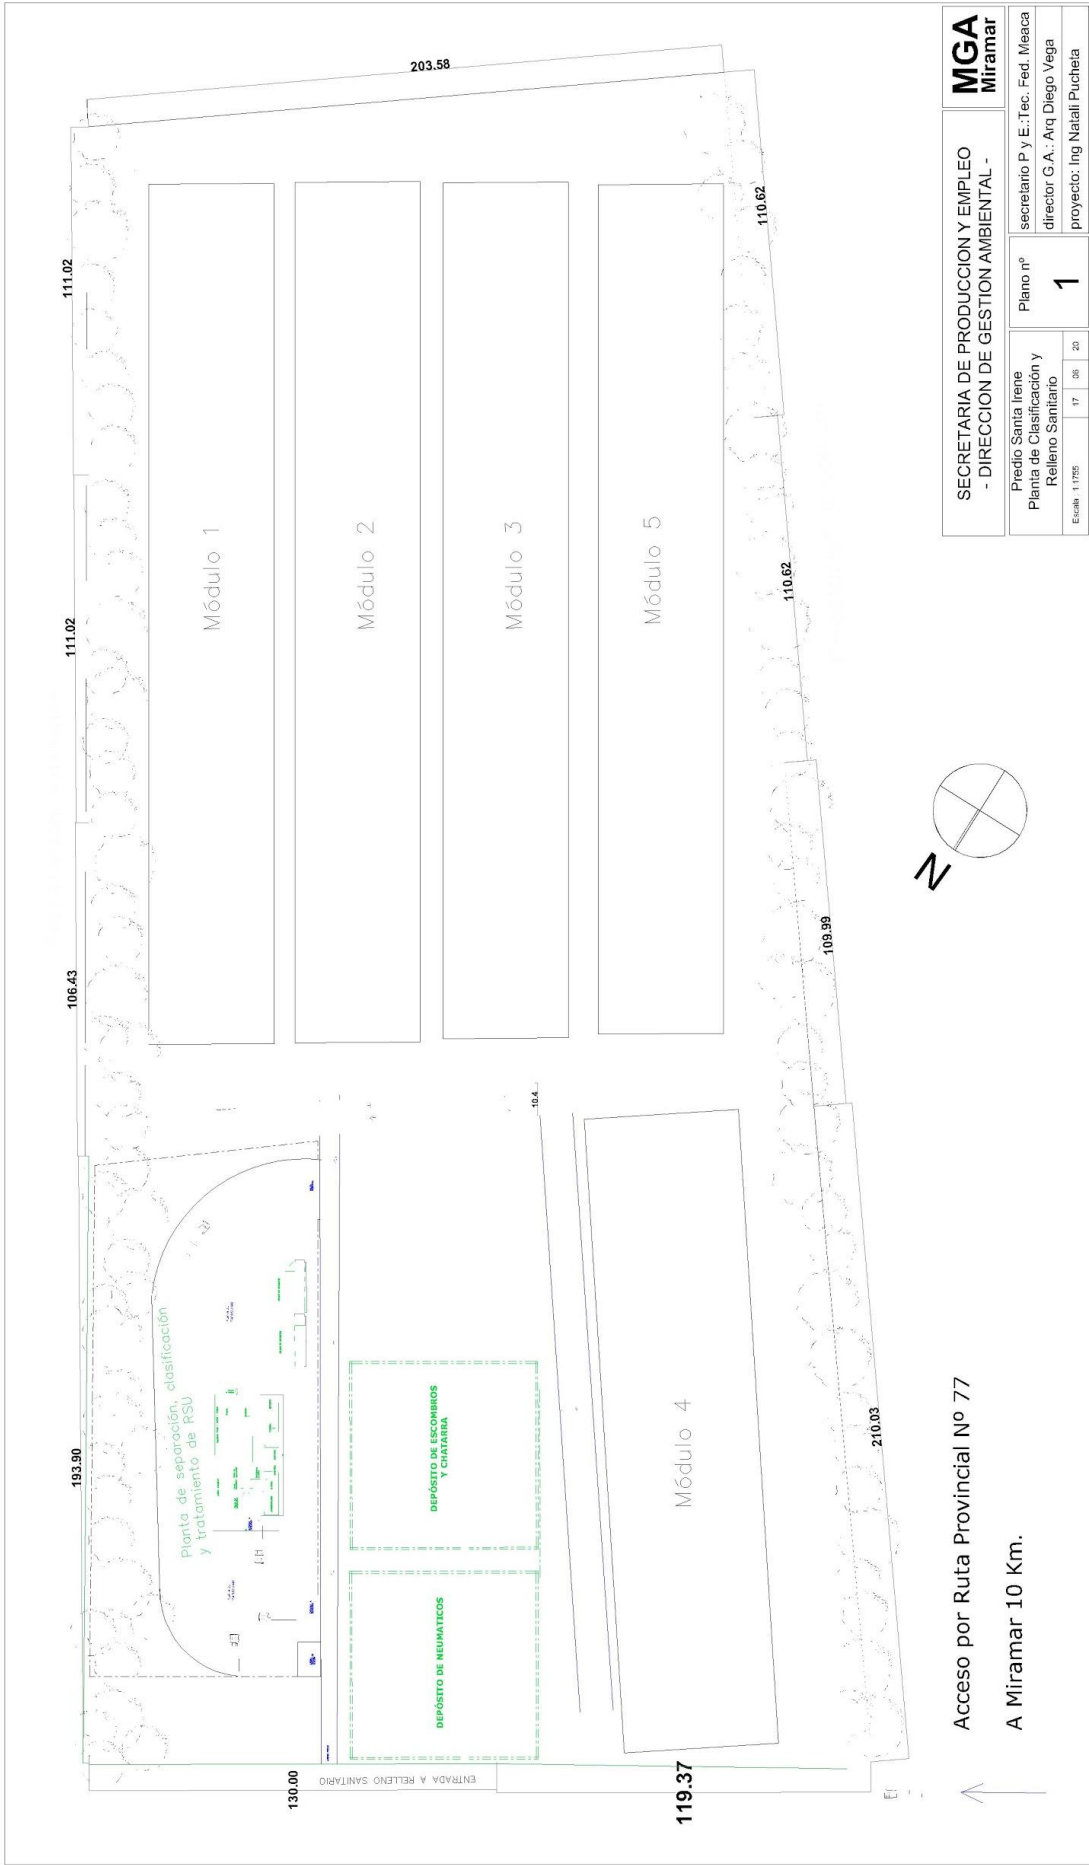 203.58
111.02
111.02
106.43
193.90
130.00
119.37
210.03
109.99
110.62
110.62
10.4
Módulo 1
Módulo 2
Módulo 3
Módulo 5
Módulo 4
Planta de separación, clasificación
y tratamiento de RSU
DEPÓSITO DE ESCOMBROS
Y CHATARRA
DEPÓSITO DE NEUMATICOS
ENTRADA A RELLENO SANITARIO
N
Acceso por Ruta Provincial Nº 77
A Miramar 10 Km.
SECRETARIA DE PRODUCCION Y EMPLEO
- DIRECCION DE GESTION AMBIENTAL -
MGA
Miramar
Predio Santa Irene
Planta de Clasificación y
Relleno Sanitario
Escala 1:1755
17 06 20
Plano nº
1
secretario P y E.:Tec. Fed. Meaca
director G.A.: Arq Diego Vega
proyecto: Ing Natali Pucheta